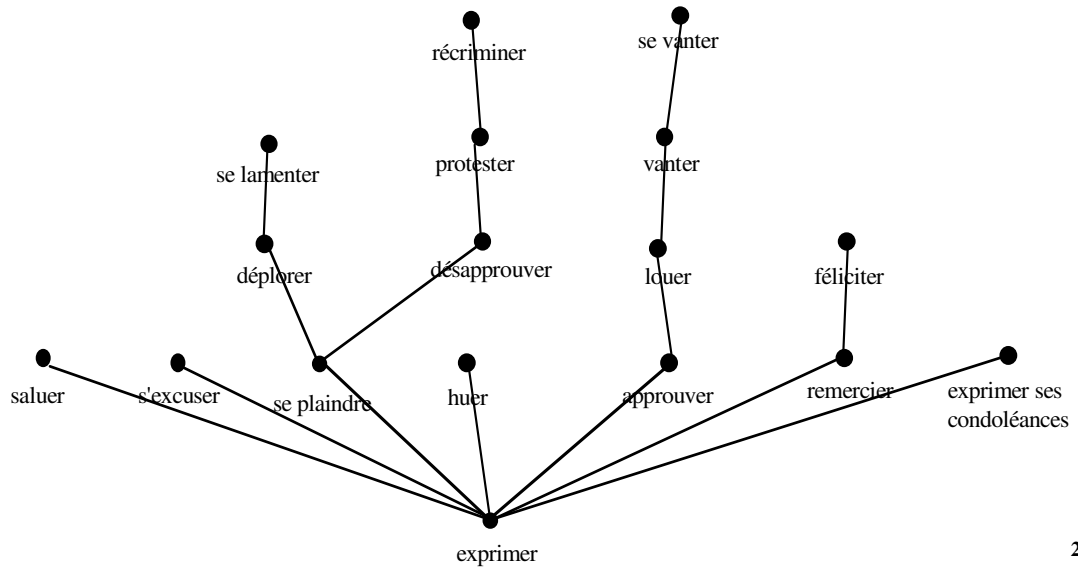 récriminer
se vanter
se lamenter
protester
vanter
déplorer
désapprouver
louer
féliciter
saluer
s'excuser
se plaindre
huer
approuver
remercier
exprimer ses
condoléances
exprimer
2